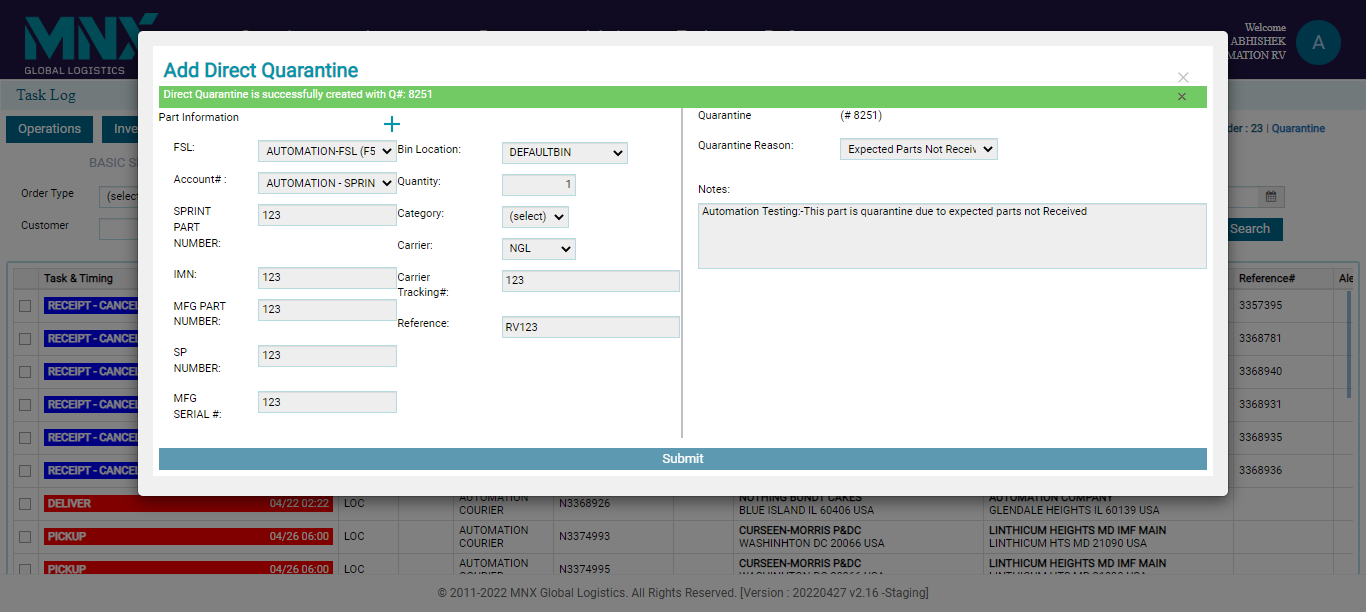 MNX
GLOBAL LOGISTICS
Welcome
ABHISHEK
MATION RV
A
Task Log
Operations
der : 23 | Quarantine
BASIC
Order Type
(select
Customer
Search
Add Direct Quarantine
×
Direct Quarantine is successfully created with Q#: 8251
×
Part Information
+
FSL:
AUTOMATION-FSL (F5
Account# :
AUTOMATION - SPRIN
SPRINT
PART
NUMBER:
123
IMN:
123
MFG PART
NUMBER:
123
SP
NUMBER:
123
MFG
SERIAL #:
123
Bin Location:
DEFAULTBIN
Quantity:
1
Category:
(select)
Carrier:
NGL
Carrier
Tracking#:
123
Reference:
RV123
Quarantine
(# 8251)
Quarantine Reason:
Expected Parts Not Receiv
Notes:
Automation Testing:-This part is quarantine due to expected parts not Received
Submit
Task & Timing
Reference#
Ale
RECEIPT - CANCEL
3357395
RECEIPT - CANCEL
3368781
RECEIPT - CANCEL
3368940
RECEIPT - CANCEL
3368931
RECEIPT - CANCEL
3368935
RECEIPT - CANCEL
3368936
DELIVER 04/22 02:22 LOC
AUTOMATION
COURIER
N3368926
NOTHING BUNDT CAKES
BLUE ISLAND IL 60406 USA
AUTOMATION COMPANY
GLENDALE HEIGHTS IL 60139 USA
PICKUP 04/26 06:00 LOC
AUTOMATION
COURIER
N3374993
CURSEEN-MORRIS P&DC
WASHINHTON DC 20066 USA
LINTHICUM HEIGHTS MD IMF MAIN
LINTHICUM HTS MD 21090 USA
PICKUP 04/26 06:00 LOC
AUTOMATION
COURIER
N3374995
CURSEEN-MORRIS P&DC
LINTHICUM HEIGHTS MD IMF MAIN
© 2011-2022 MNX Global Logistics. All Rights Reserved. [Version : 20220427 v2.16 -Staging]